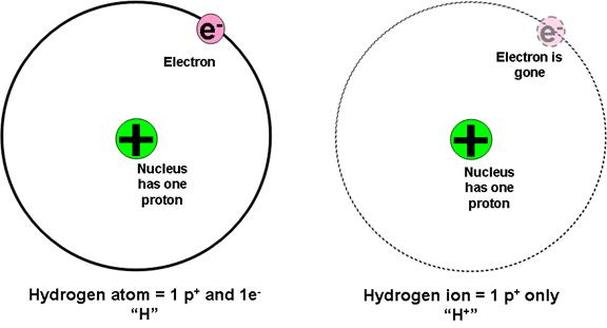 e-
Electron
+
Nucleus
has one
proton
Hydrogen atom = 1 p+ and 1e-
“H”
e-
Electron is
gone
+
Nucleus
has one
proton
Hydrogen ion = 1 p+ only
“H+”